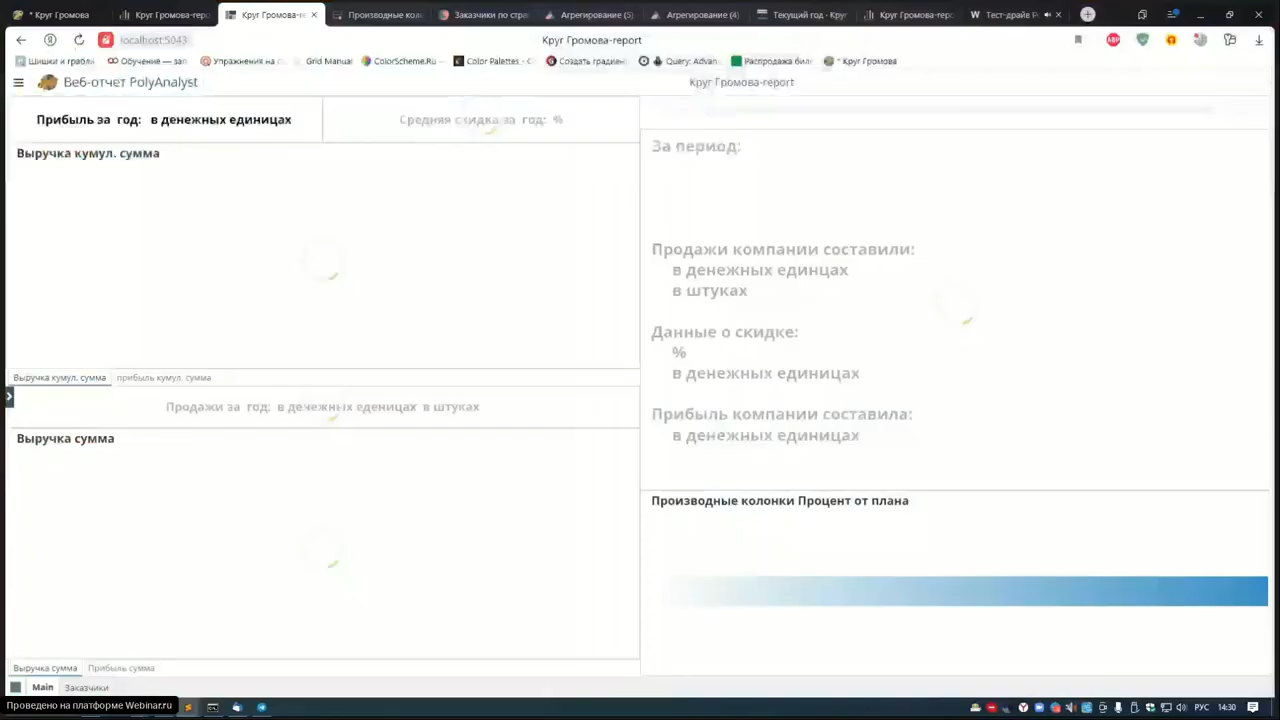 * Круг Громова
Круг Громова-repo
Круг Громова-rep
Производные кол
Заказчики по стра
Агрегирование (5)
Агрегирование (4)
Текущий год - Круг
Круг Громова-repo
Тест-драйв
localhost:5043
Круг Громова-report
Шишки и грабли
Обучение — зап
Упражнения на
Grid Manual
ColorScheme.Ru —
Color Palettes. - C
Создать градиен
Query: Advan
Распродажа бил
* Круг Громова
Веб-отчет PolyAnalyst
Круг Громова-report
Прибыль за год: в денежных единицах
Средняя скидка за год: %
Выручка кумул. сумма
Выручка кумул. сумма
прибыль кумул. сумма
Продажи за год: в денежных еденицах в штуках
Выручка сумма
Выручка сумма
Прибыль сумма
За период:
Продажи компании составили:
в денежных единцах
в штуках
Данные о скидке:
%
в денежных единицах
Прибыль компании составила:
в денежных единицах
Производные колонки Процент от плана
Main
Заказчики
Проведено на платформе Webinar.ru
РУС
14:30